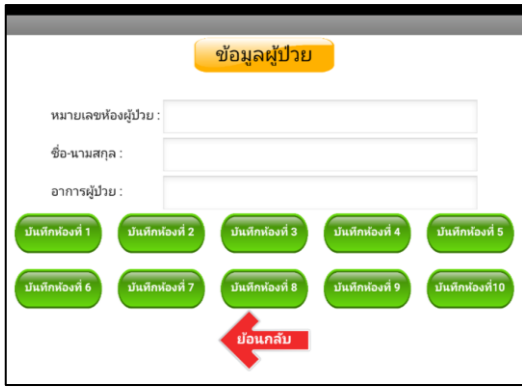 ข้อมูลผู้ป่วย
หมายเลขห้องผู้ป่วย :
ชื่อ-นามสกุล :
อาการผู้ป่วย :
บันทึกห้องที่ 1 บันทึกห้องที่ 2 บันทึกห้องที่ 3 บันทึกห้องที่ 4 บันทึกห้องที่ 5
บันทึกห้องที่ 6 บันทึกห้องที่ 7 บันทึกห้องที่ 8 บันทึกห้องที่ 9 บันทึกห้องที่10
ย้อนกลับ